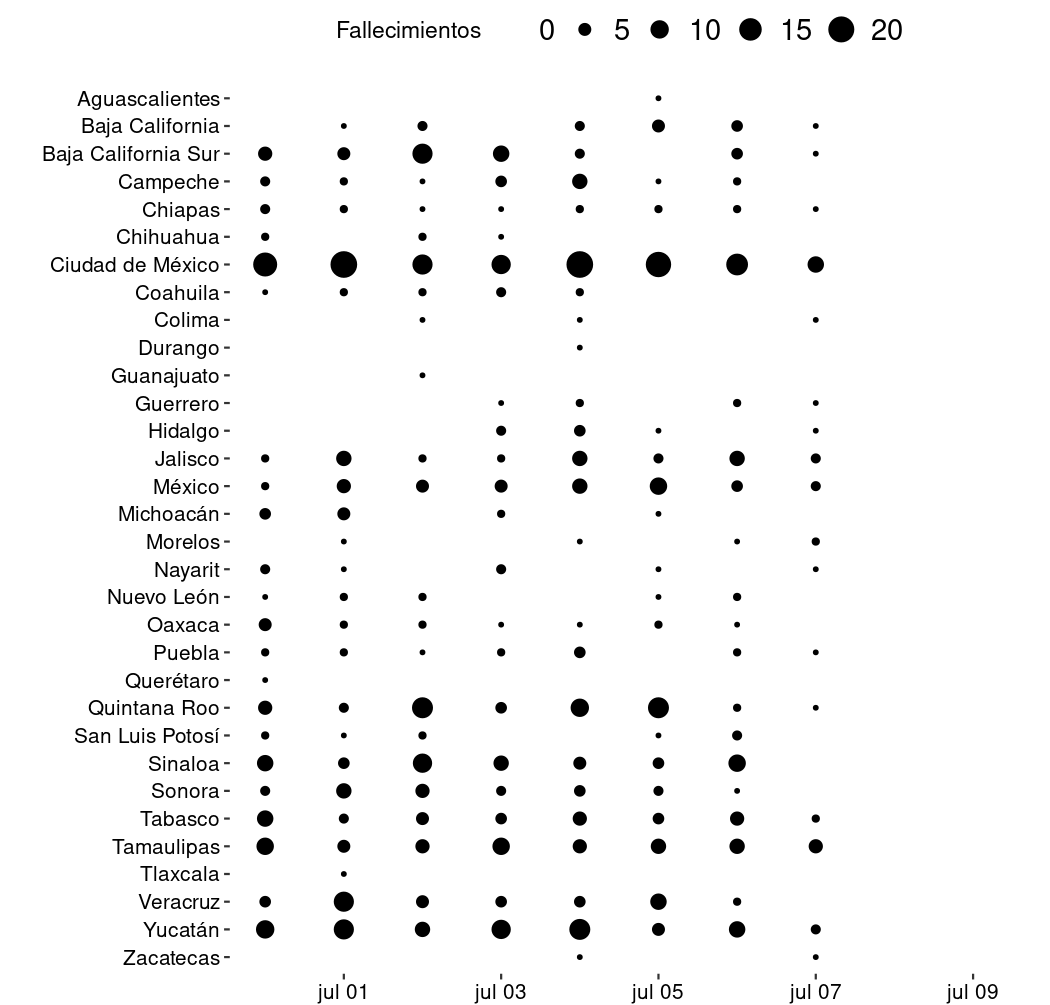 Fallecimientos 0 5 10 15 20
Aguascalientes
Baja California
Baja California Sur
Campeche
Chiapas
Chihuahua
Ciudad de México
Coahuila
Colima
Durango
Guanajuato
Guerrero
Hidalgo
Jalisco
México
Michoacán
Morelos
Nayarit
Nuevo León
Oaxaca
Puebla
Querétaro
Quintana Roo
San Luis Potosí
Sinaloa
Sonora
Tabasco
Tamaulipas
Tlaxcala
Veracruz
Yucatán
Zacatecas
jul 01 jul 03 jul 05 jul 07 jul 09